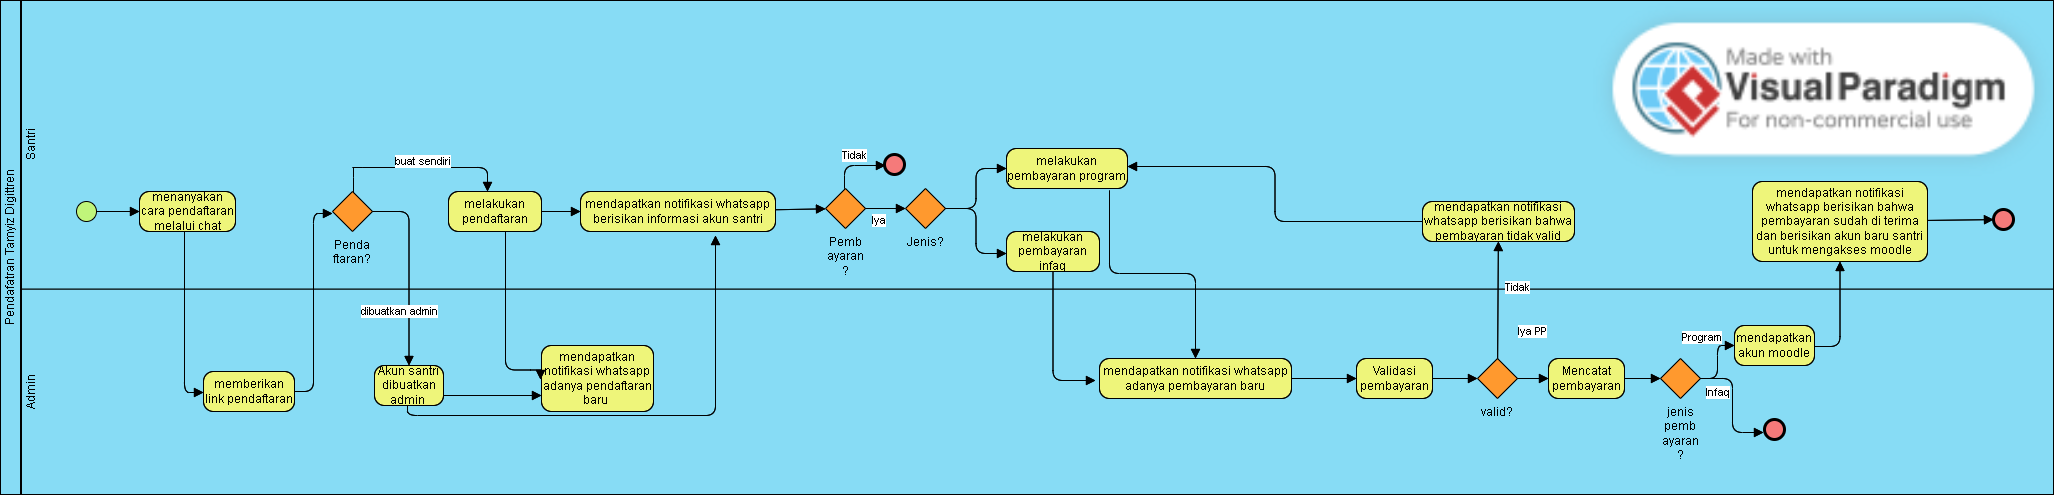 Pendafatran Tamyiz Digittren
Santri
Admin
menanyakan
cara pendaftaran
melalui chat
memberikan
link pendaftaran
Penda
ftaran?
buat sendiri
dibuatkan admin
melakukan
pendaftaran
Akun santri
dibuatkan
admin
mendapatkan
notifikasi whatsapp
adanya pendaftaran
baru
mendapatkan notifikasi whatsapp
berisikan informasi akun santri
Pemb
ayaran
?
Tidak
Iya
Jenis?
melakukan
pembayaran program
melakukan
pembayaran
infaq
mendapatkan notifikasi whatsapp
adanya pembayaran baru
Validasi
pembayaran
valid?
Tidak
Iya PP
mendapatkan notifikasi
whatsapp berisikan bahwa
pembayaran tidak valid
Mencatat
pembayaran
jenis
pemb
ayaran
?
Program
Infaq
mendapatkan
akun moodle
mendapatkan notifikasi
whatsapp berisikan bahwa
pembayaran sudah di terima
dan berisikan akun baru santri
untuk mengakses moodle
Made with
Visual Paradigm
For non-commercial use